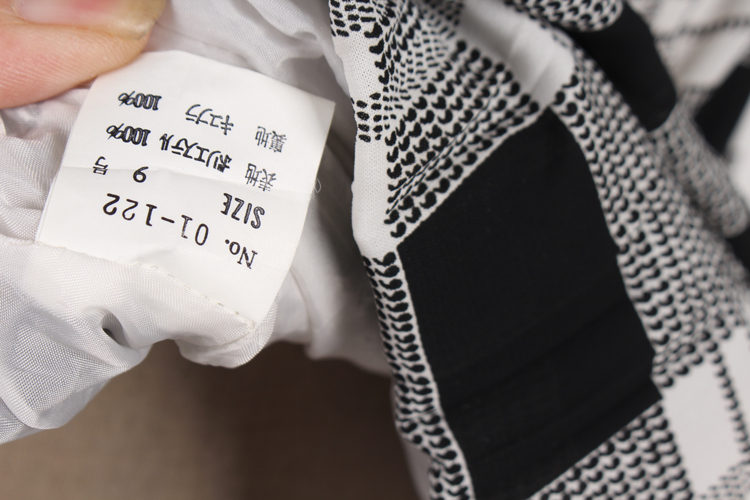 No. 01-122
SIZE
9 号
表地 ポリエステル 100%
裏地 キュプラ 100%